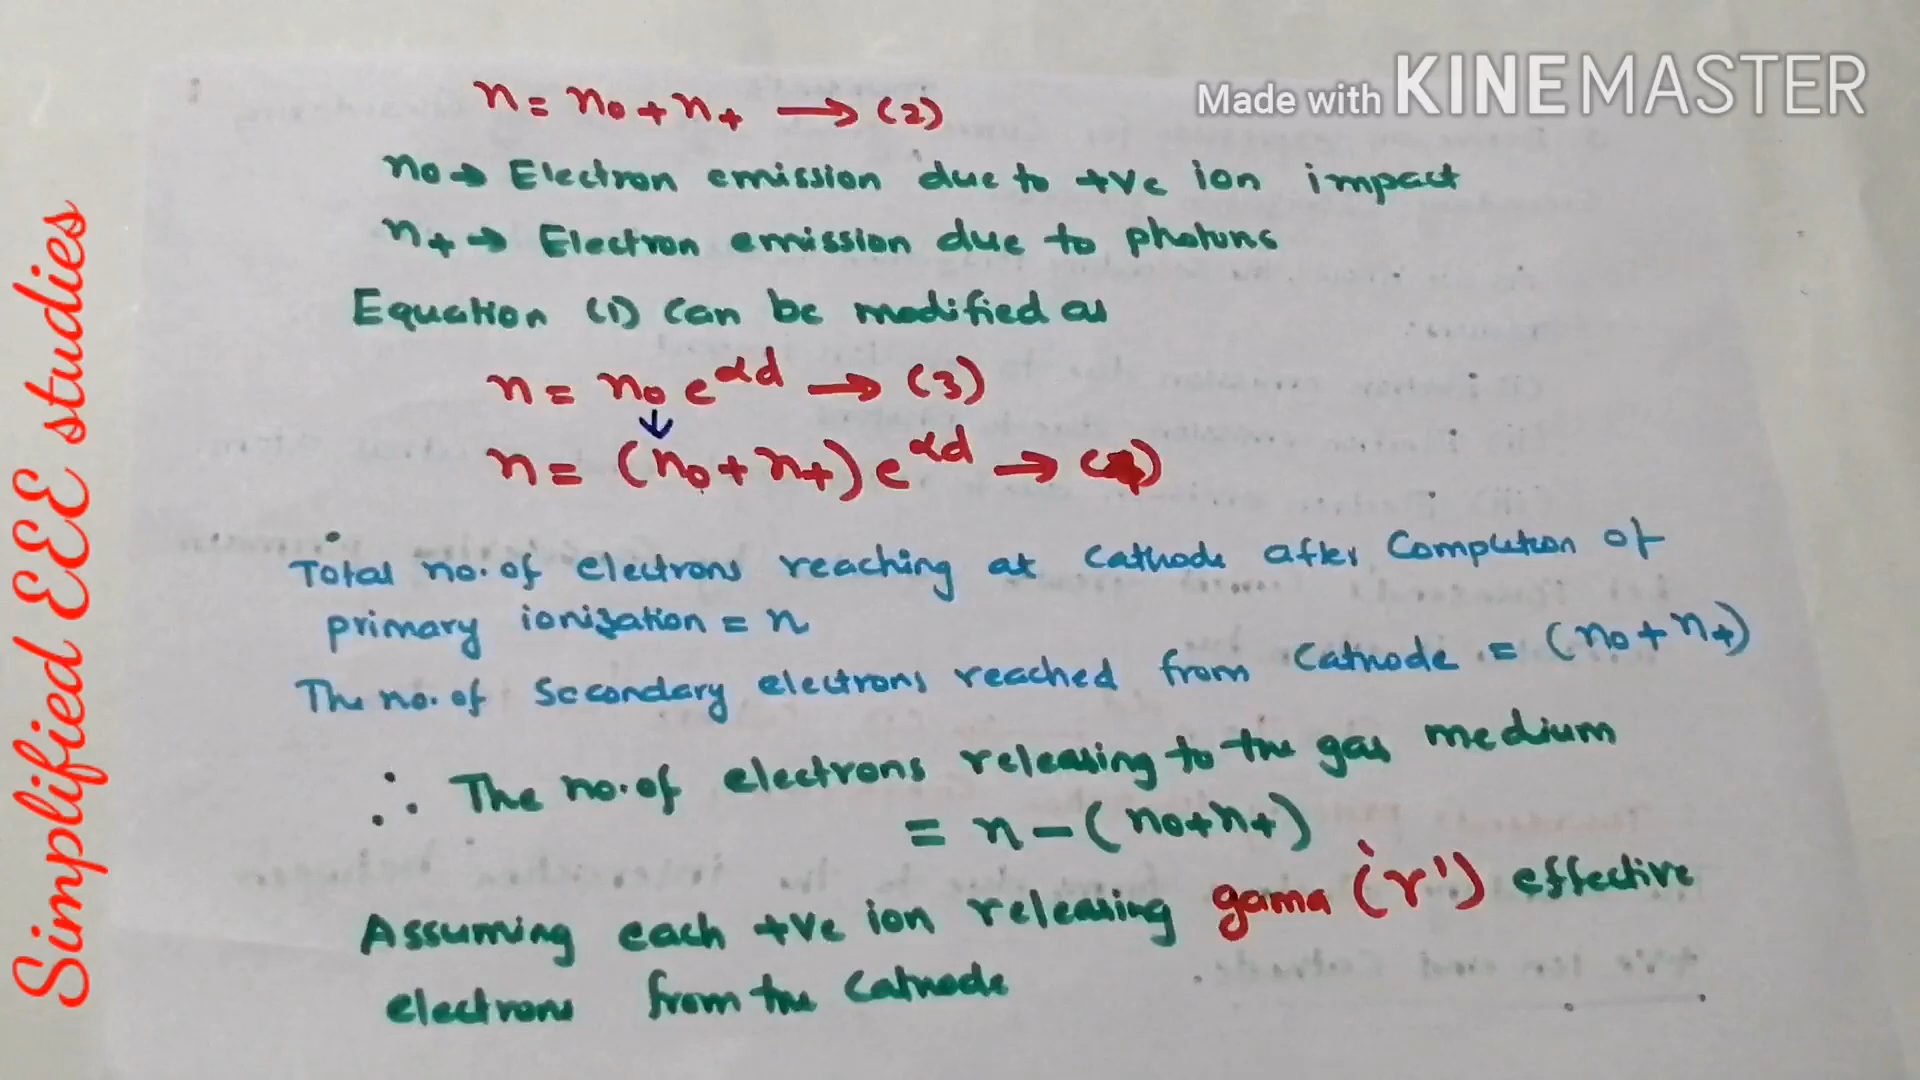 Made with KINEMASTER
Simplified EEE studies
n = n₀ + n₊ → (2)
n₀ → Electron emission due to +ve ion impact
n₊ → Electron emission due to photons
Equation (1) can be modified as
n = n₀ e^αd → (3)
↓
n = (n₀ + n₊) e^αd → (4)
Total no. of electrons reaching at cathode after completion of
primary ionization = n
The no. of secondary electrons reached from cathode = (n₀ + n₊)
∴ The no. of electrons releasing to the gas medium
= n - (n₀ + n₊)
Assuming each +ve ion releasing gama (γ') effective
electrons from the cathode